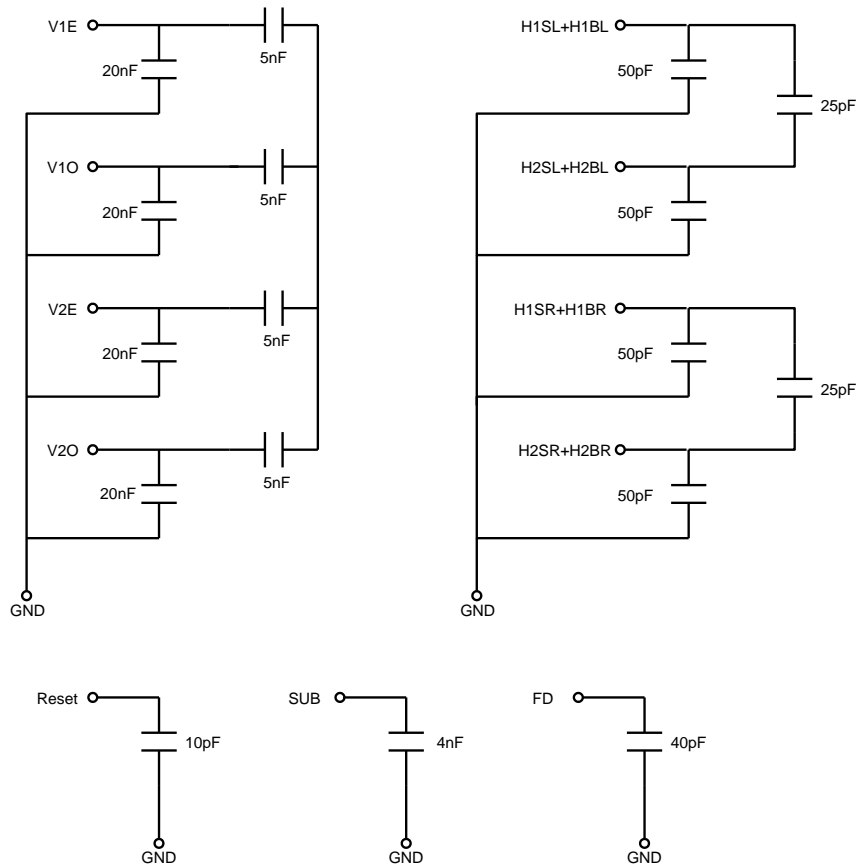 V1E
5nF
20nF
V1O
5nF
20nF
V2E
5nF
20nF
V2O
5nF
20nF
GND
H1SL+H1BL
50pF
25pF
H2SL+H2BL
50pF
H1SR+H1BR
50pF
25pF
H2SR+H2BR
50pF
GND
Reset
10pF
GND
SUB
4nF
GND
FD
40pF
GND